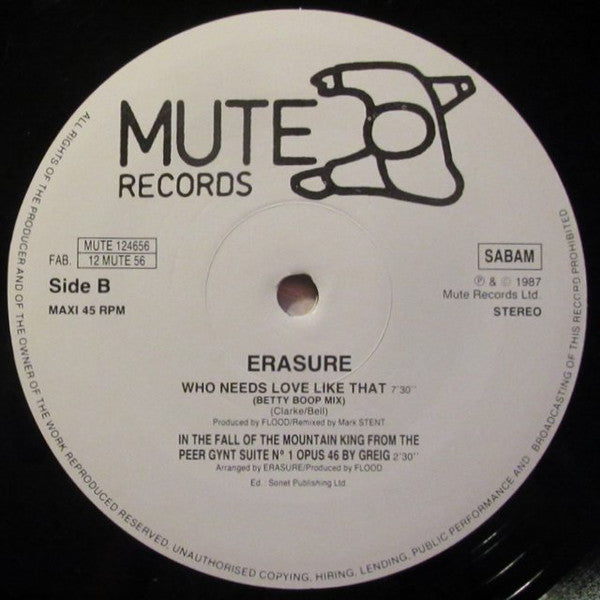 MUTE
RECORDS
FAB.
MUTE 124656
12 MUTE 56
SABAM
Side B
MAXI 45 RPM
℗ & © 1987
Mute Records Ltd.
STEREO
ERASURE
WHO NEEDS LOVE LIKE THAT 7'30''
(BETTY BOOP MIX)
(Clarke/Bell)
Produced by FLOOD/Remixed by Mark STENT
IN THE FALL OF THE MOUNTAIN KING FROM THE
PEER GYNT SUITE Nº 1 OPUS 46 BY GREIG 2'30''
Arranged by ERASURE/Produced by FLOOD
Ed. Sonet Publishing Ltd.
ALL RIGHTS OF THE PRODUCER AND OF THE OWNER OF THE WORK REPRODUCED RESERVED. UNAUTHORISED COPYING, HIRING, LENDING, PUBLIC PERFORMANCE AND BROADCASTING OF THIS RECORD PROHIBITED